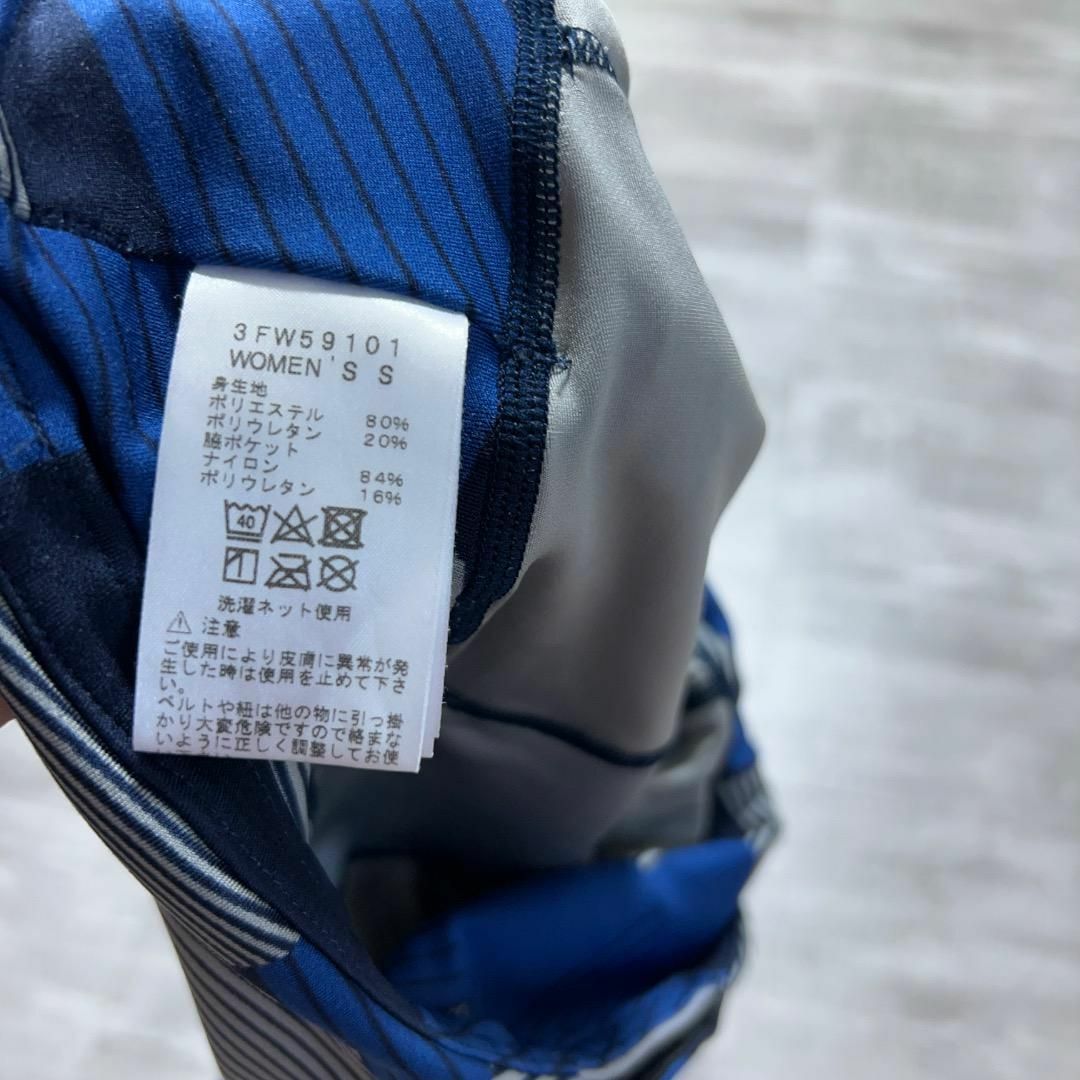 3FW59101
WOMEN'S S
身生地
ポリエステル 80%
ポリウレタン 20%
脇ポケット
ナイロン 84%
ポリウレタン 16%
40
洗濯ネット使用
⚠ 注意
ご使用により皮膚に異常が発
生した時は使用を止めて下さ
い。
ベルトや紐は他の物に引っ掛
かり大変危険ですので絡まな
いように正しく調整してお使